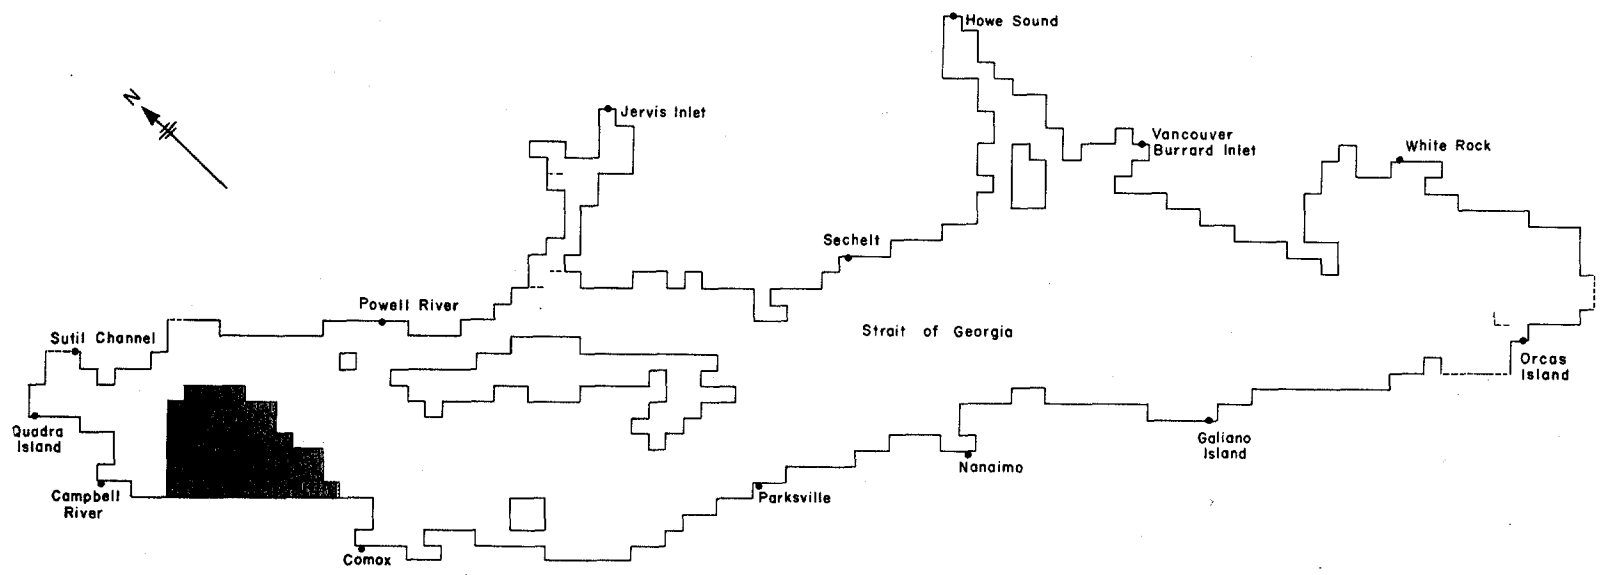 Howe Sound
N
Jervis Inlet
Vancouver
Burrard Inlet
White Rock
Sechelt
Powell River
Strait of Georgia
Sutil Channel
Orcas
Island
Quadra
Island
Galiano
Island
Nanaimo
Campbell
River
Parksville
Comox